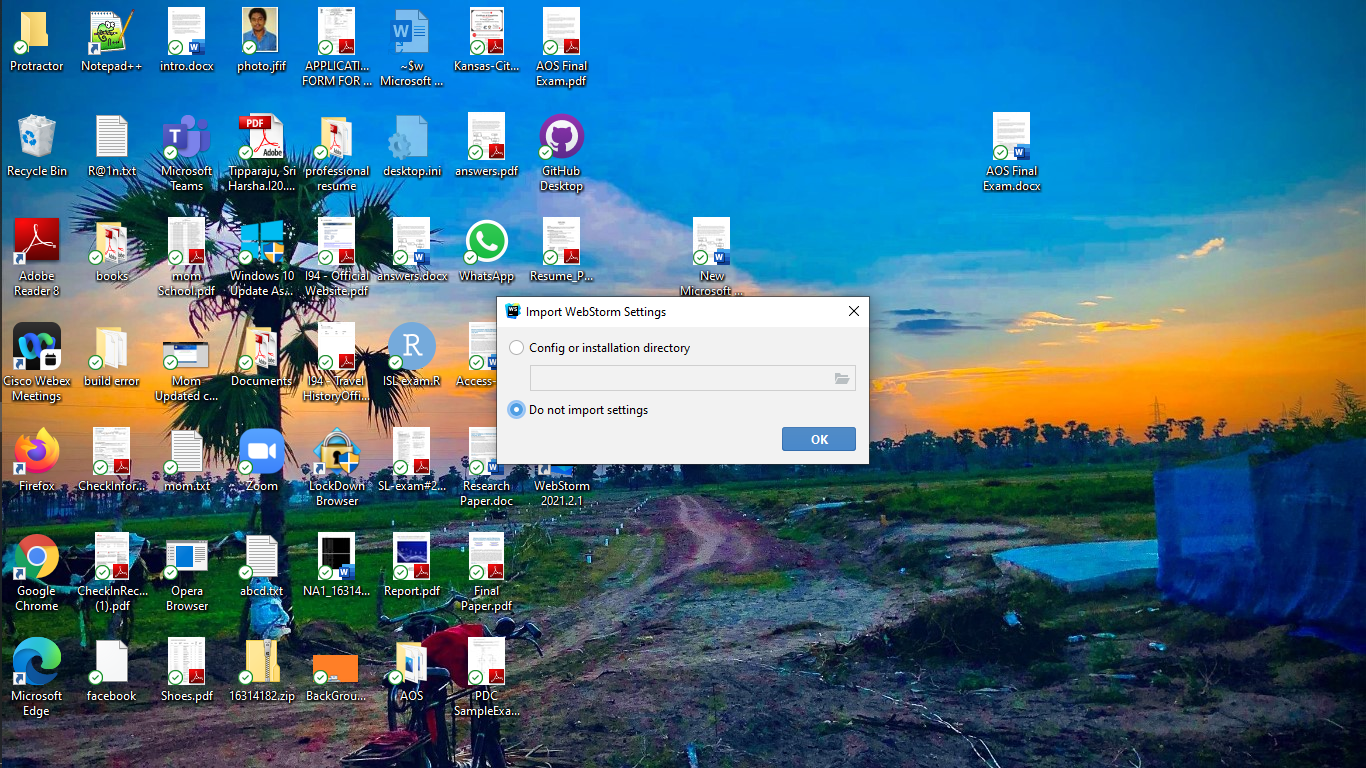 Protractor
Notepad++
intro.docx
photo.jfif
APPLICATI...
FORM FOR ...
~$w
Microsoft ...
Kansas-Cit...
AOS Final
Exam.pdf
Recycle Bin
R@1n.txt
Microsoft
Teams
PDF
Adobe
Tipparaju, Sri
Harsha.I20....
professional
resume
desktop.ini
answers.pdf
GitHub
Desktop
AOS Final
Exam.docx
Adobe
Reader 8
books
mom
School.pdf
Windows 10
Update As...
I94 - Official
Website.pdf
answers.docx
WhatsApp
Resume_P...
New
Microsoft ...
Import WebStorm Settings
Config or installation directory
Do not import settings
OK
Cisco Webex
Meetings
build error
Mom
Updated c...
Documents
I94 - Travel
HistoryOffi...
R
ISL exam.R
Access-
Firefox
CheckInfor...
mom.txt
Zoom
LockDown
Browser
SL-exam#2...
Research
Paper.doc
WebStorm
2021.2.1
Google
Chrome
CheckInRec...
(1).pdf
Opera
Browser
abcd.txt
NA1_16314...
Report.pdf
Final
Paper.pdf
Microsoft
Edge
facebook
Shoes.pdf
16314182.zip
BackGrou...
AOS
PDC
SampleExa...